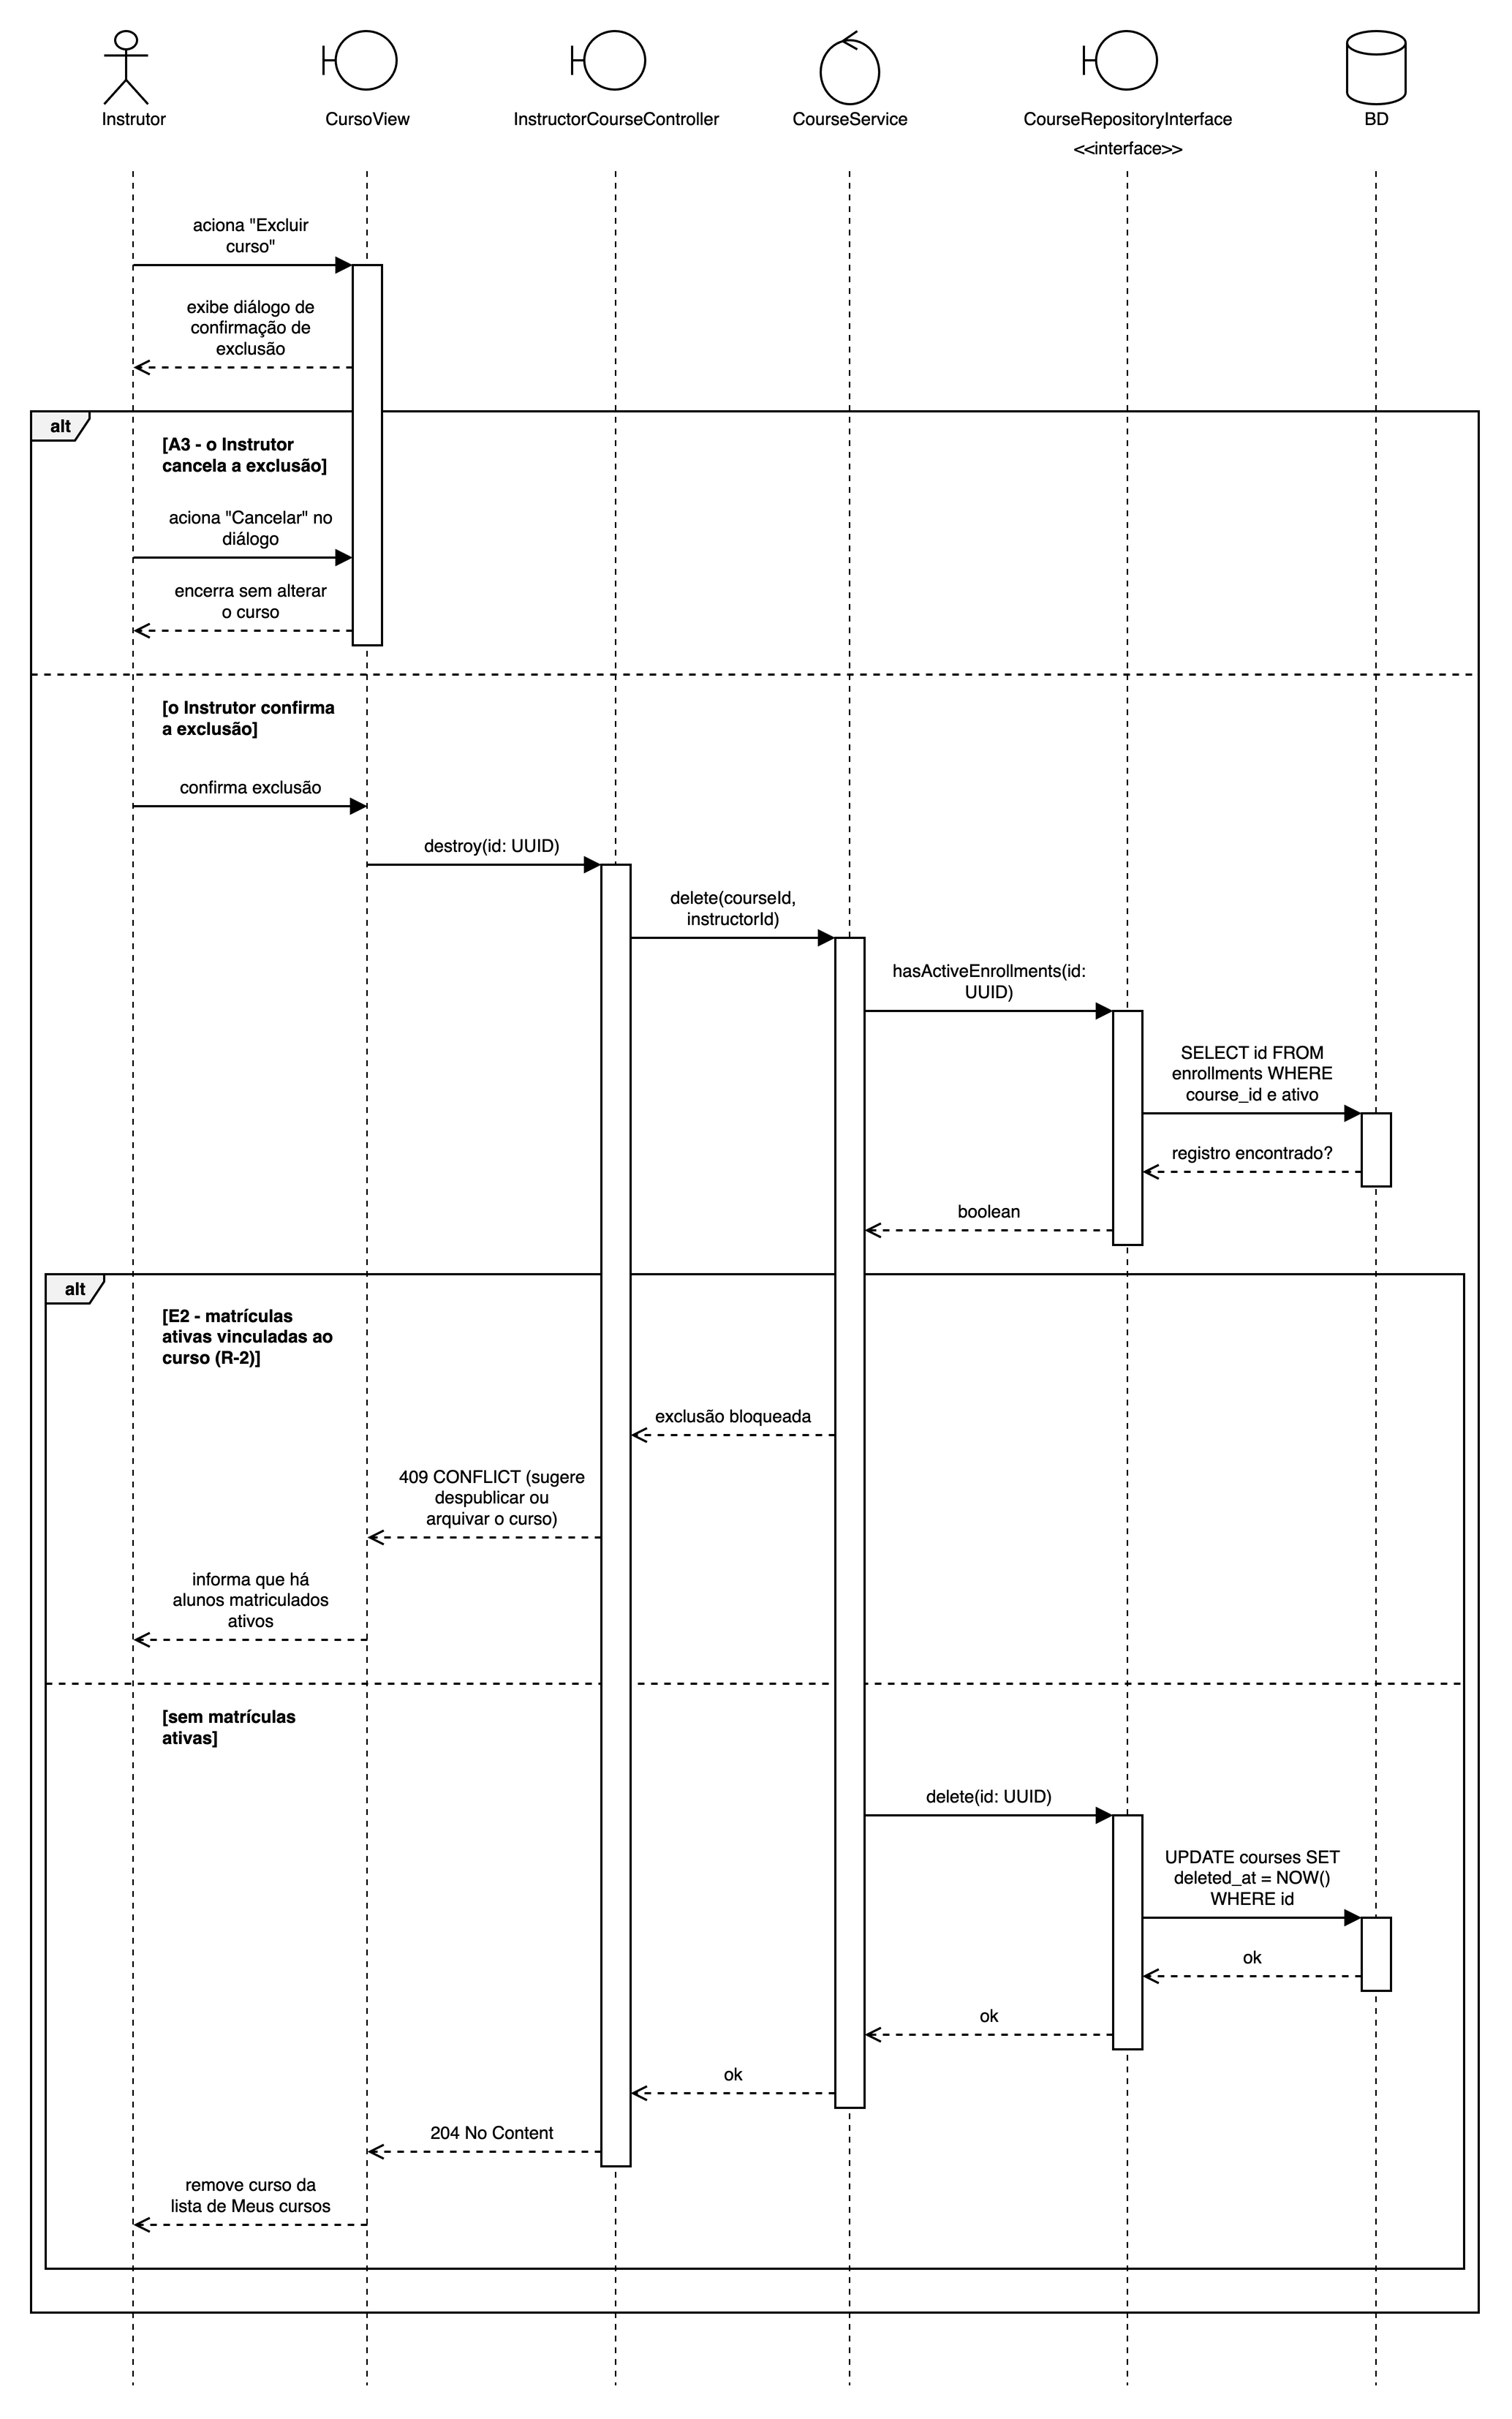 Instrutor
CursoView
InstructorCourseController
CourseService
CourseRepositoryInterface
<<interface>>
BD
aciona "Excluir
curso"
exibe diálogo de
confirmação de
exclusão
alt
[A3 - o Instrutor
cancela a exclusão]
aciona "Cancelar" no
diálogo
encerra sem alterar
o curso
[o Instrutor confirma
a exclusão]
confirma exclusão
destroy(id: UUID)
delete(courseId,
instructorId)
hasActiveEnrollments(id:
UUID)
SELECT id FROM
enrollments WHERE
course_id e ativo
registro encontrado?
boolean
alt
[E2 - matrículas
ativas vinculadas ao
curso (R-2)]
exclusão bloqueada
409 CONFLICT (sugere
despublicar ou
arquivar o curso)
informa que há
alunos matriculados
ativos
[sem matrículas
ativas]
delete(id: UUID)
UPDATE courses SET
deleted_at = NOW()
WHERE id
ok
ok
ok
204 No Content
remove curso da
lista de Meus cursos